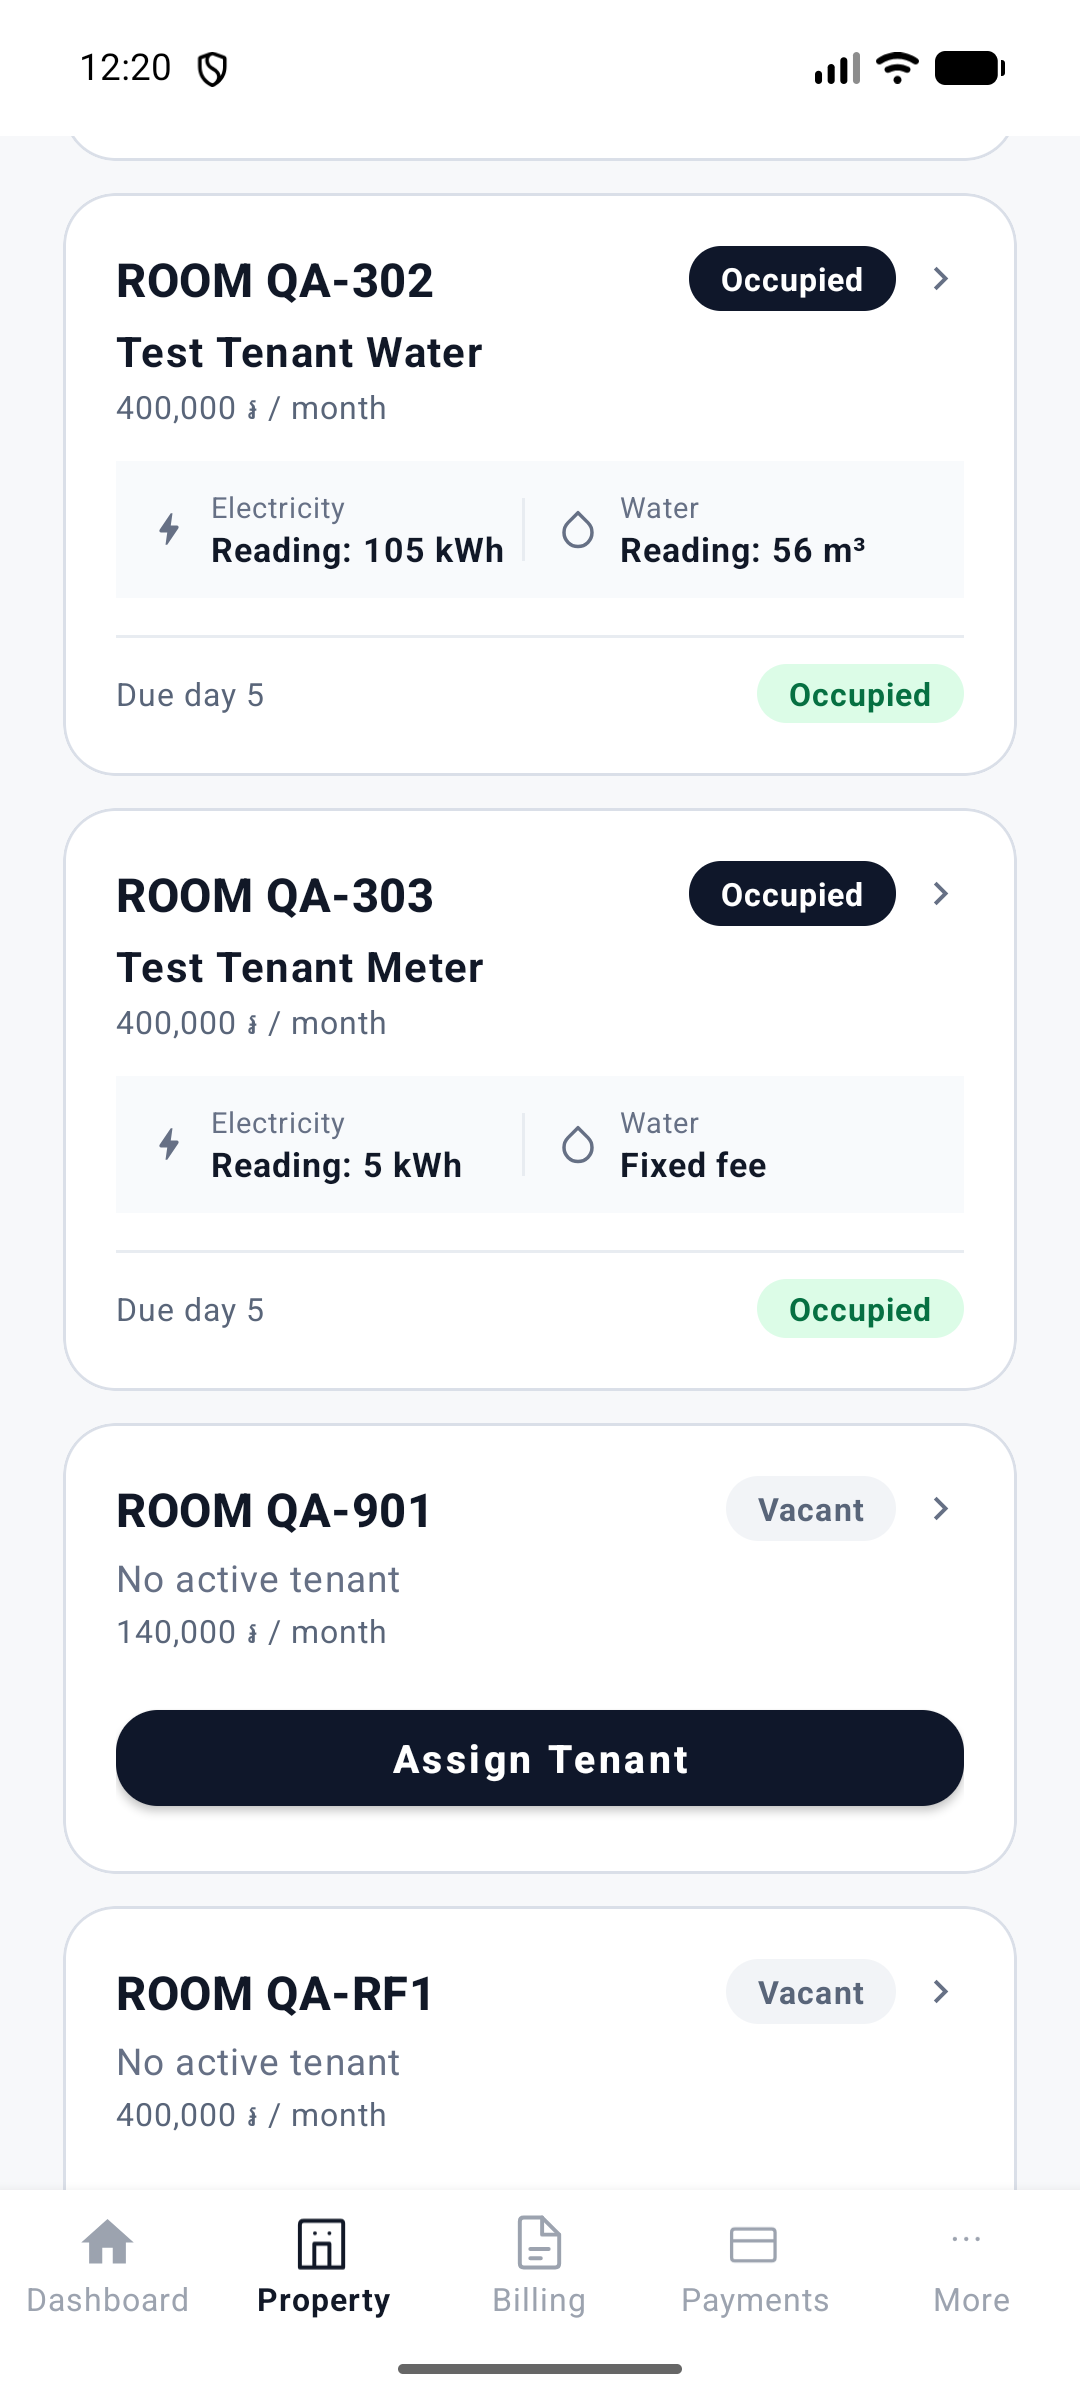 12:20
ROOM QA-302
Occupied
Test Tenant Water
400,000 ៛ / month
Electricity
Reading: 105 kWh
Water
Reading: 56 m³
Due day 5
Occupied
ROOM QA-303
Occupied
Test Tenant Meter
400,000 ៛ / month
Electricity
Reading: 5 kWh
Water
Fixed fee
Due day 5
Occupied
ROOM QA-901
Vacant
No active tenant
140,000 ៛ / month
Assign Tenant
ROOM QA-RF1
Vacant
No active tenant
400,000 ៛ / month
Dashboard
Property
Billing
Payments
More